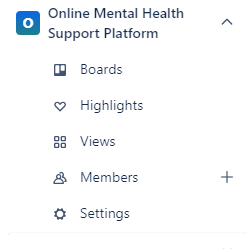 O Online Mental Health
Support Platform
Boards
Highlights
Views
Members
Settings